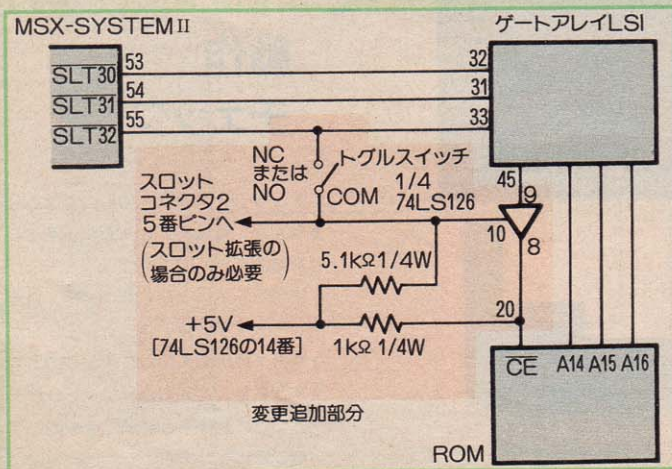 MSX-SYSTEMⅡ
ゲートアレイLSI
SLT30
53
32
SLT31
54
31
SLT32
55
33
NC
または
NO
トグルスイッチ
COM
1/4
74LS126
スロット
コネクタ2
5番ピンへ
(スロット拡張の
場合のみ必要)
45
9
10
8
5.1kΩ1/4W
+5V
[74LS126の14番]
1kΩ 1/4W
20
CE
A14
A15
A16
変更追加部分
ROM